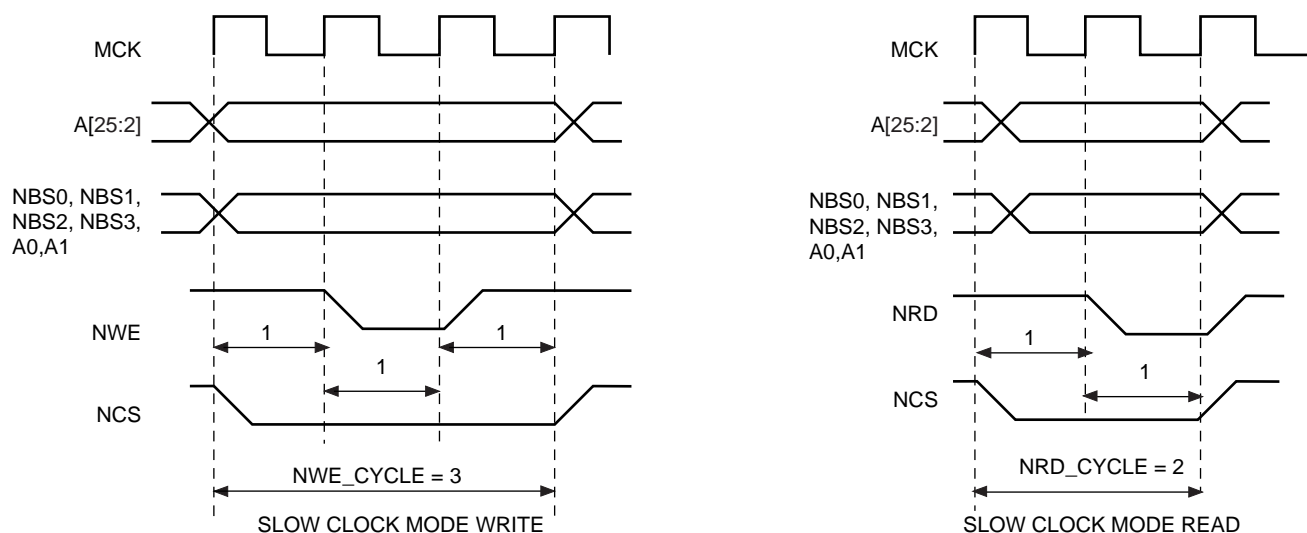 MCK
A[25:2]
NBS0, NBS1,
NBS2, NBS3,
A0,A1
NWE
1
1
1
NCS
NWE_CYCLE = 3
SLOW CLOCK MODE WRITE
MCK
A[25:2]
NBS0, NBS1,
NBS2, NBS3,
A0,A1
NRD
1
1
NCS
NRD_CYCLE = 2
SLOW CLOCK MODE READ